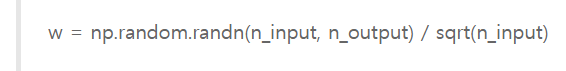 w = np.random.randn(n_input, n_output) / sqrt(n_input)